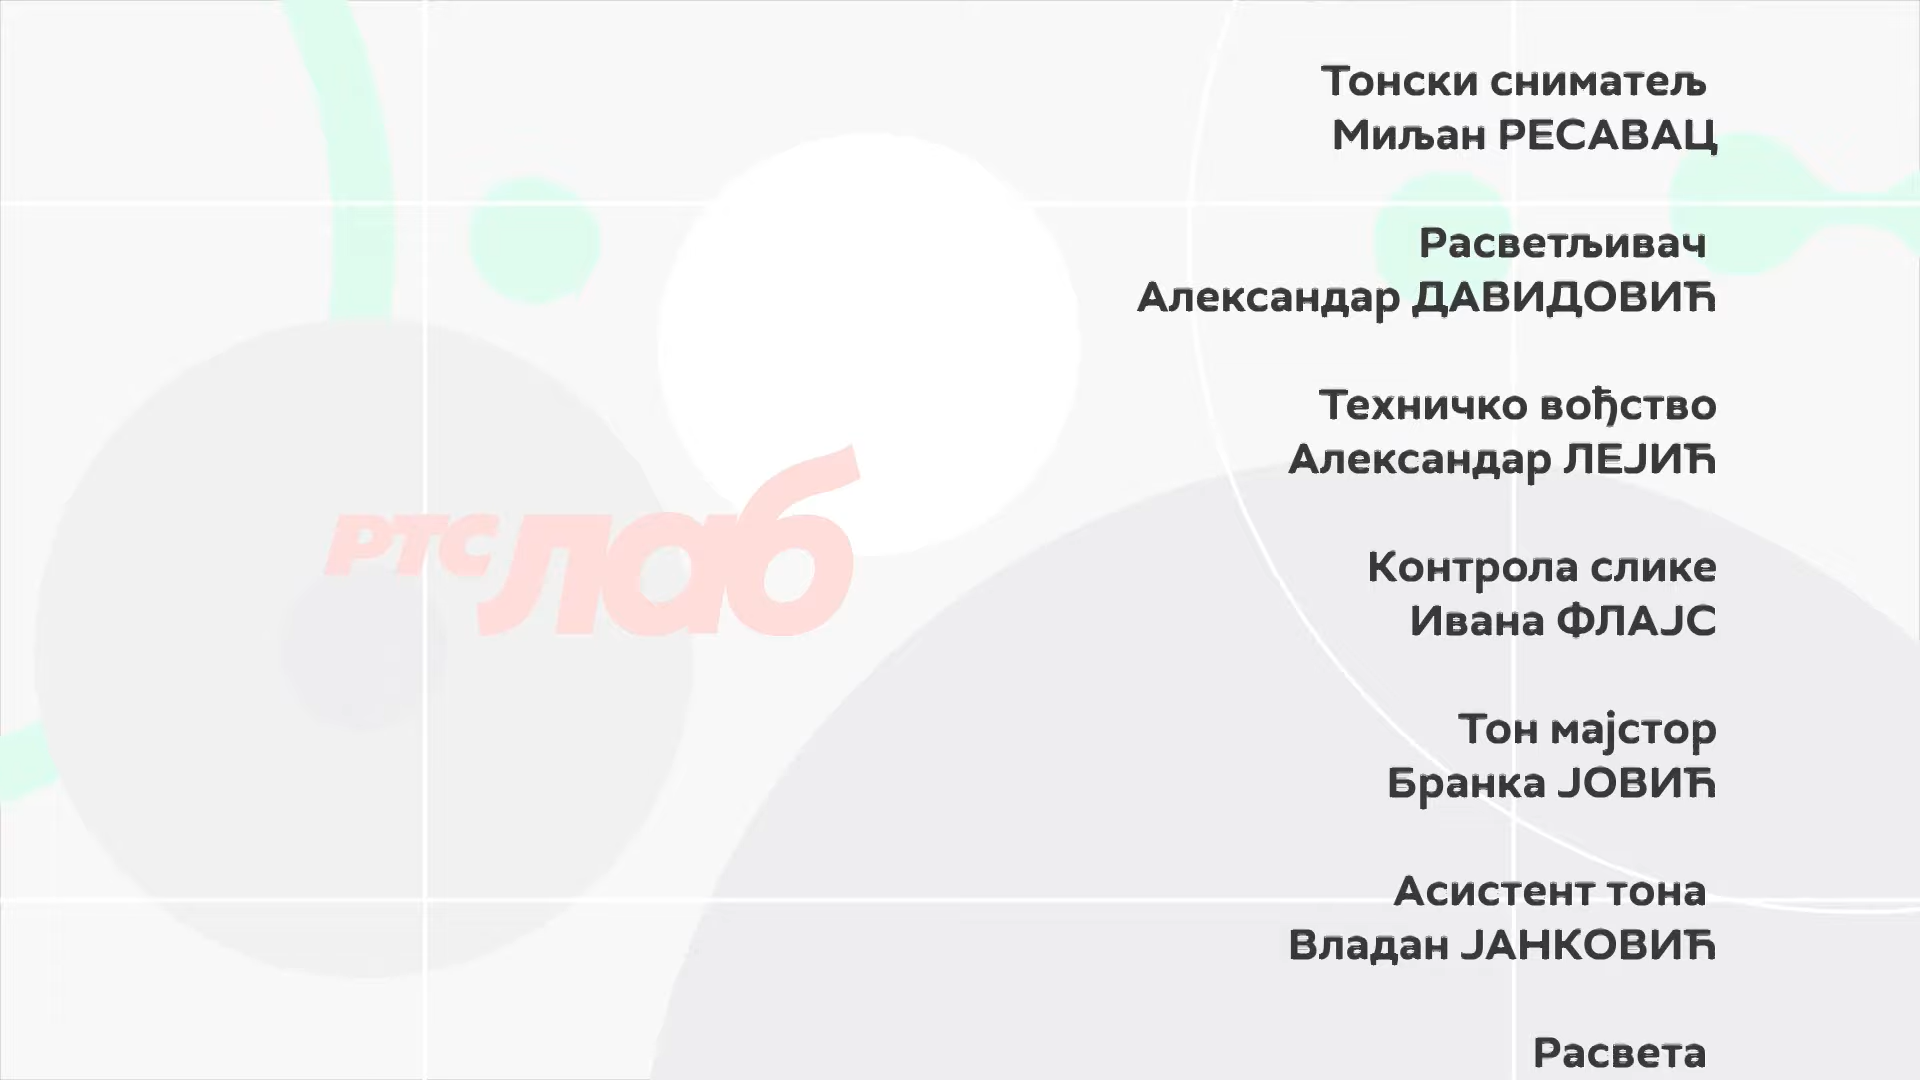 Тонски сниматељ
Миљан РЕСАВАЦ
Расветљивач
Александар ДАВИДОВИЋ
Техничко вођство
Александар ЛЕЈИЋ
Контрола слике
Ивана ФЛАЈС
Тон мајстор
Бранка ЈОВИЋ
Асистент тона
Владан ЈАНКОВИЋ
Расвета
РТС лаб